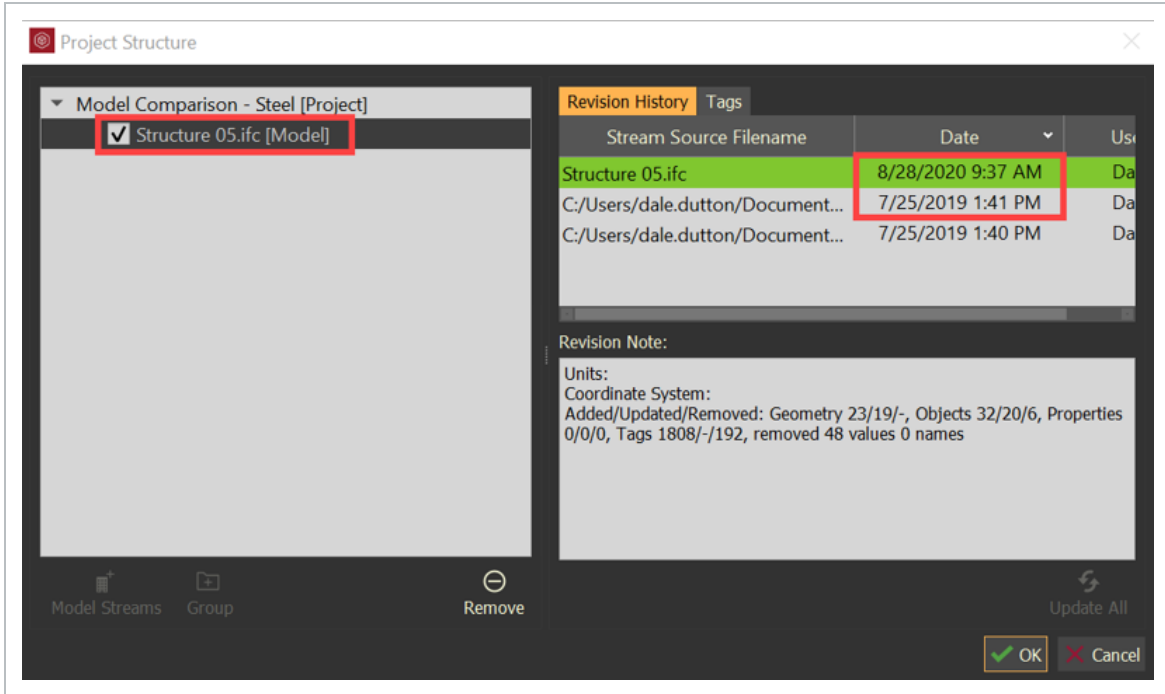 Project Structure
Model Comparison - Steel [Project]
Structure 05.ifc [Model]
Model Streams Group Remove
Revision History Tags
Stream Source Filename Date
Structure 05.ifc 8/28/2020 9:37 AM Da
C:/Users/dale.dutton/Document... 7/25/2019 1:41 PM Da
C:/Users/dale.dutton/Document... 7/25/2019 1:40 PM Da
Revision Note:
Units:
Coordinate System:
Added/Updated/Removed: Geometry 23/19/-, Objects 32/20/6, Properties
0/0/0, Tags 1808/-/192, removed 48 values 0 names
Update All
OK Cancel